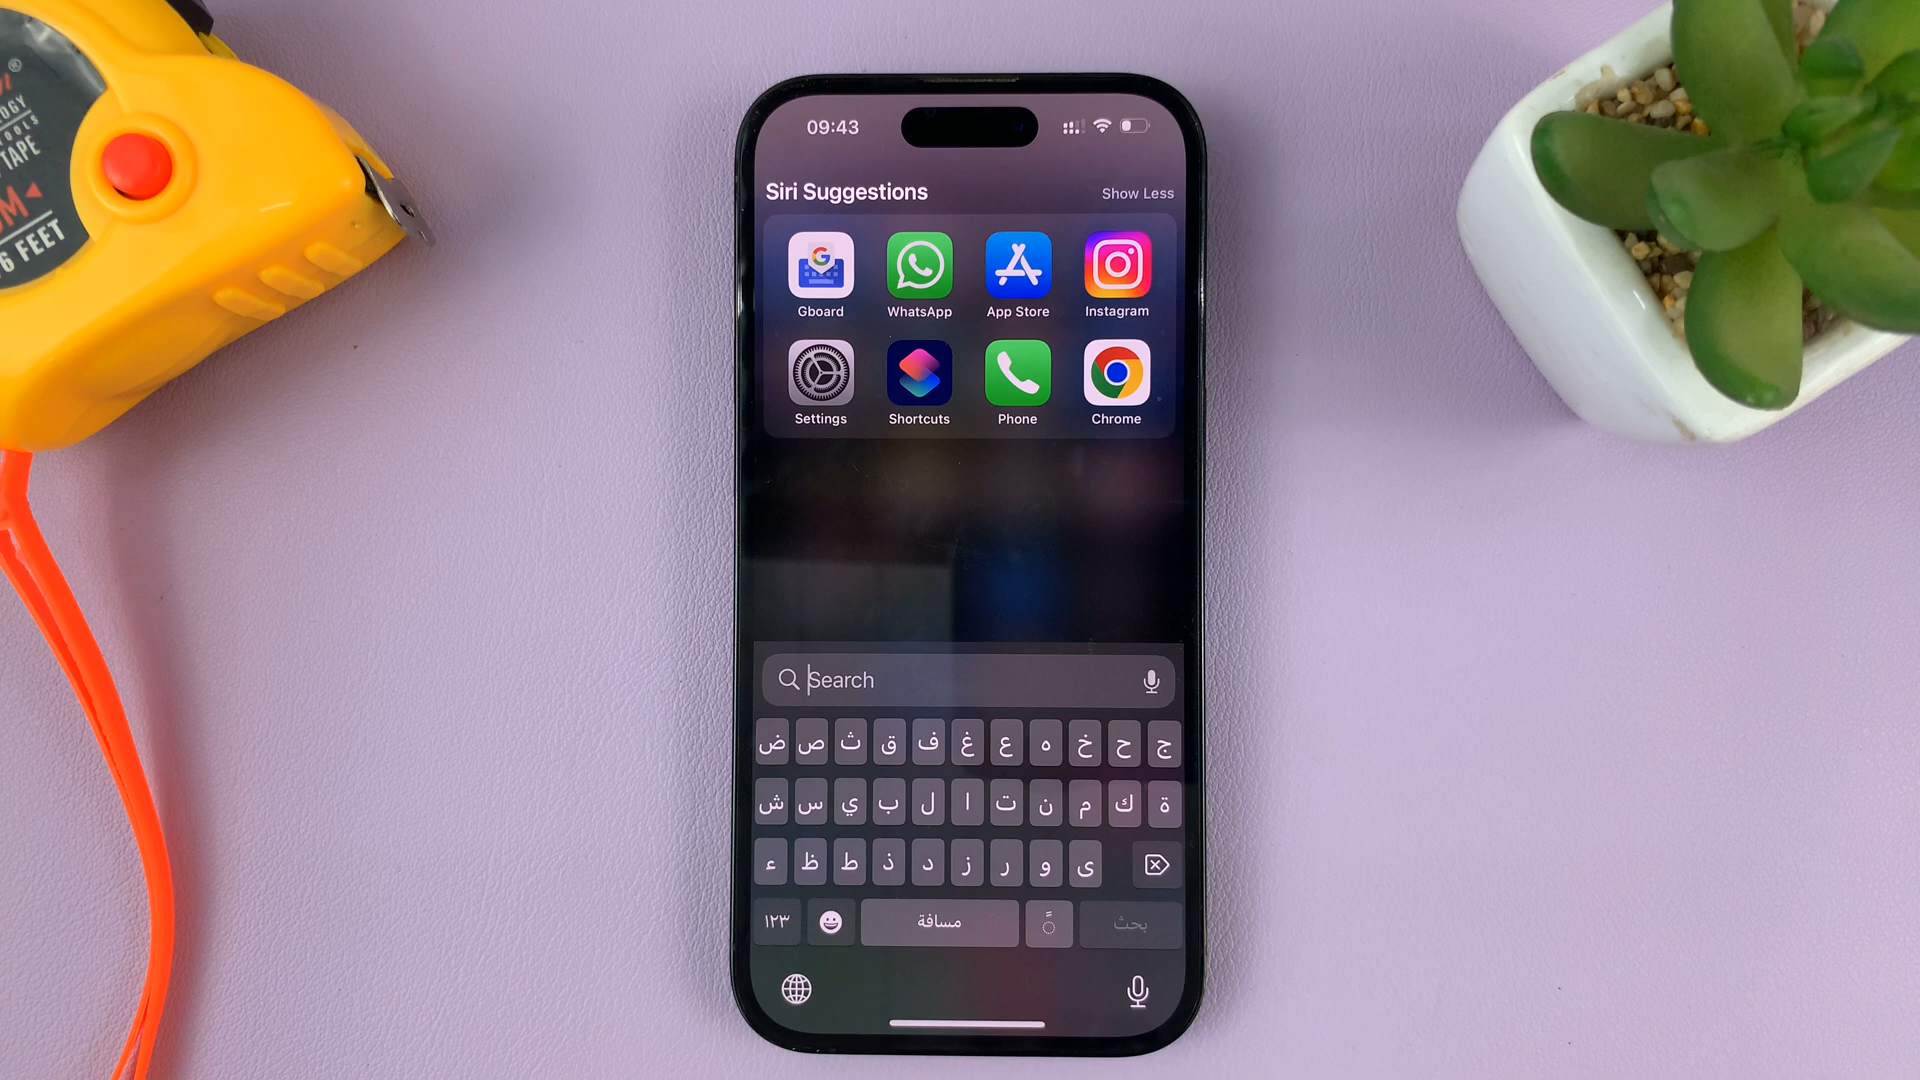 TAPE
6 FEET
09:43
Siri Suggestions
Show Less
Gboard
WhatsApp
App Store
Instagram
Settings
Shortcuts
Phone
Chrome
Search
ض ص ث ق ف غ ع ه خ ح ج
ش س ي ب ل ا ت ن م ك ة
ء ظ ط ذ د ز ر و ى
١٢٣
مسافة
بحث